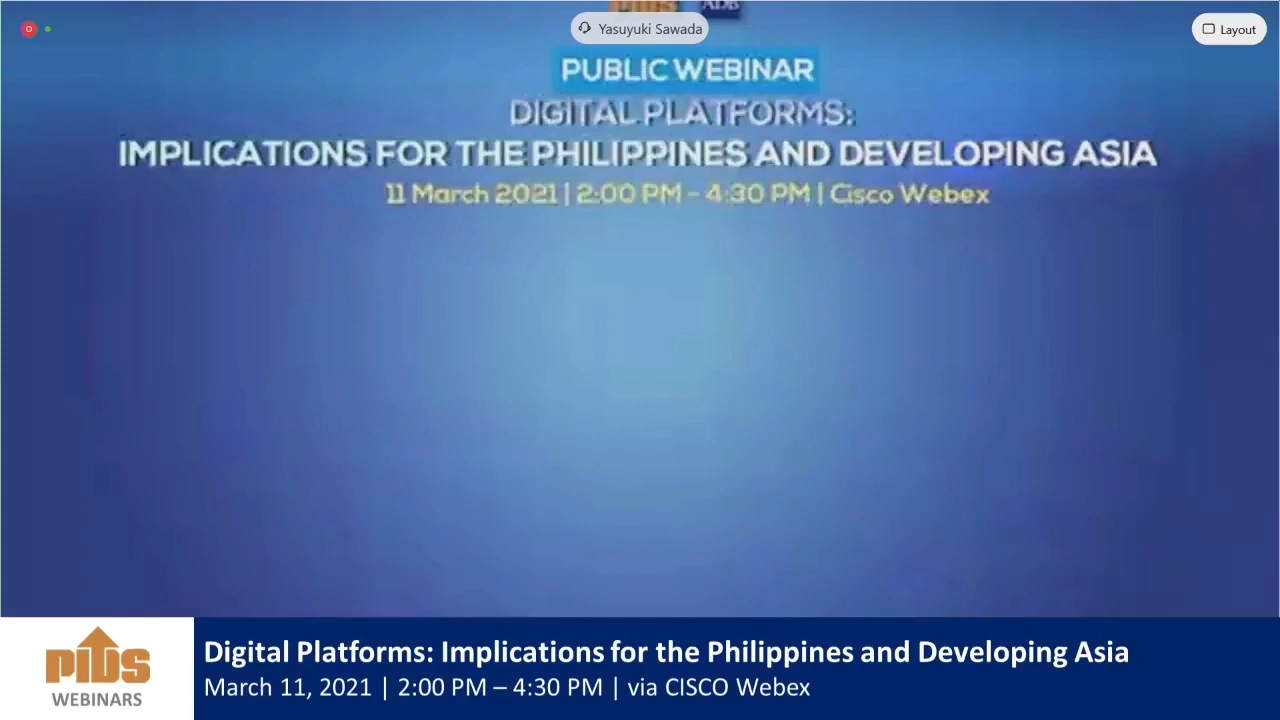 pids ADB
Yasuyuki Sawada
Layout
PUBLIC WEBINAR
DIGITAL PLATFORMS:
IMPLICATIONS FOR THE PHILIPPINES AND DEVELOPING ASIA
11 March 2021 | 2:00 PM - 4:30 PM | Cisco Webex
pids
WEBINARS
Digital Platforms: Implications for the Philippines and Developing Asia
March 11, 2021 | 2:00 PM – 4:30 PM | via CISCO Webex